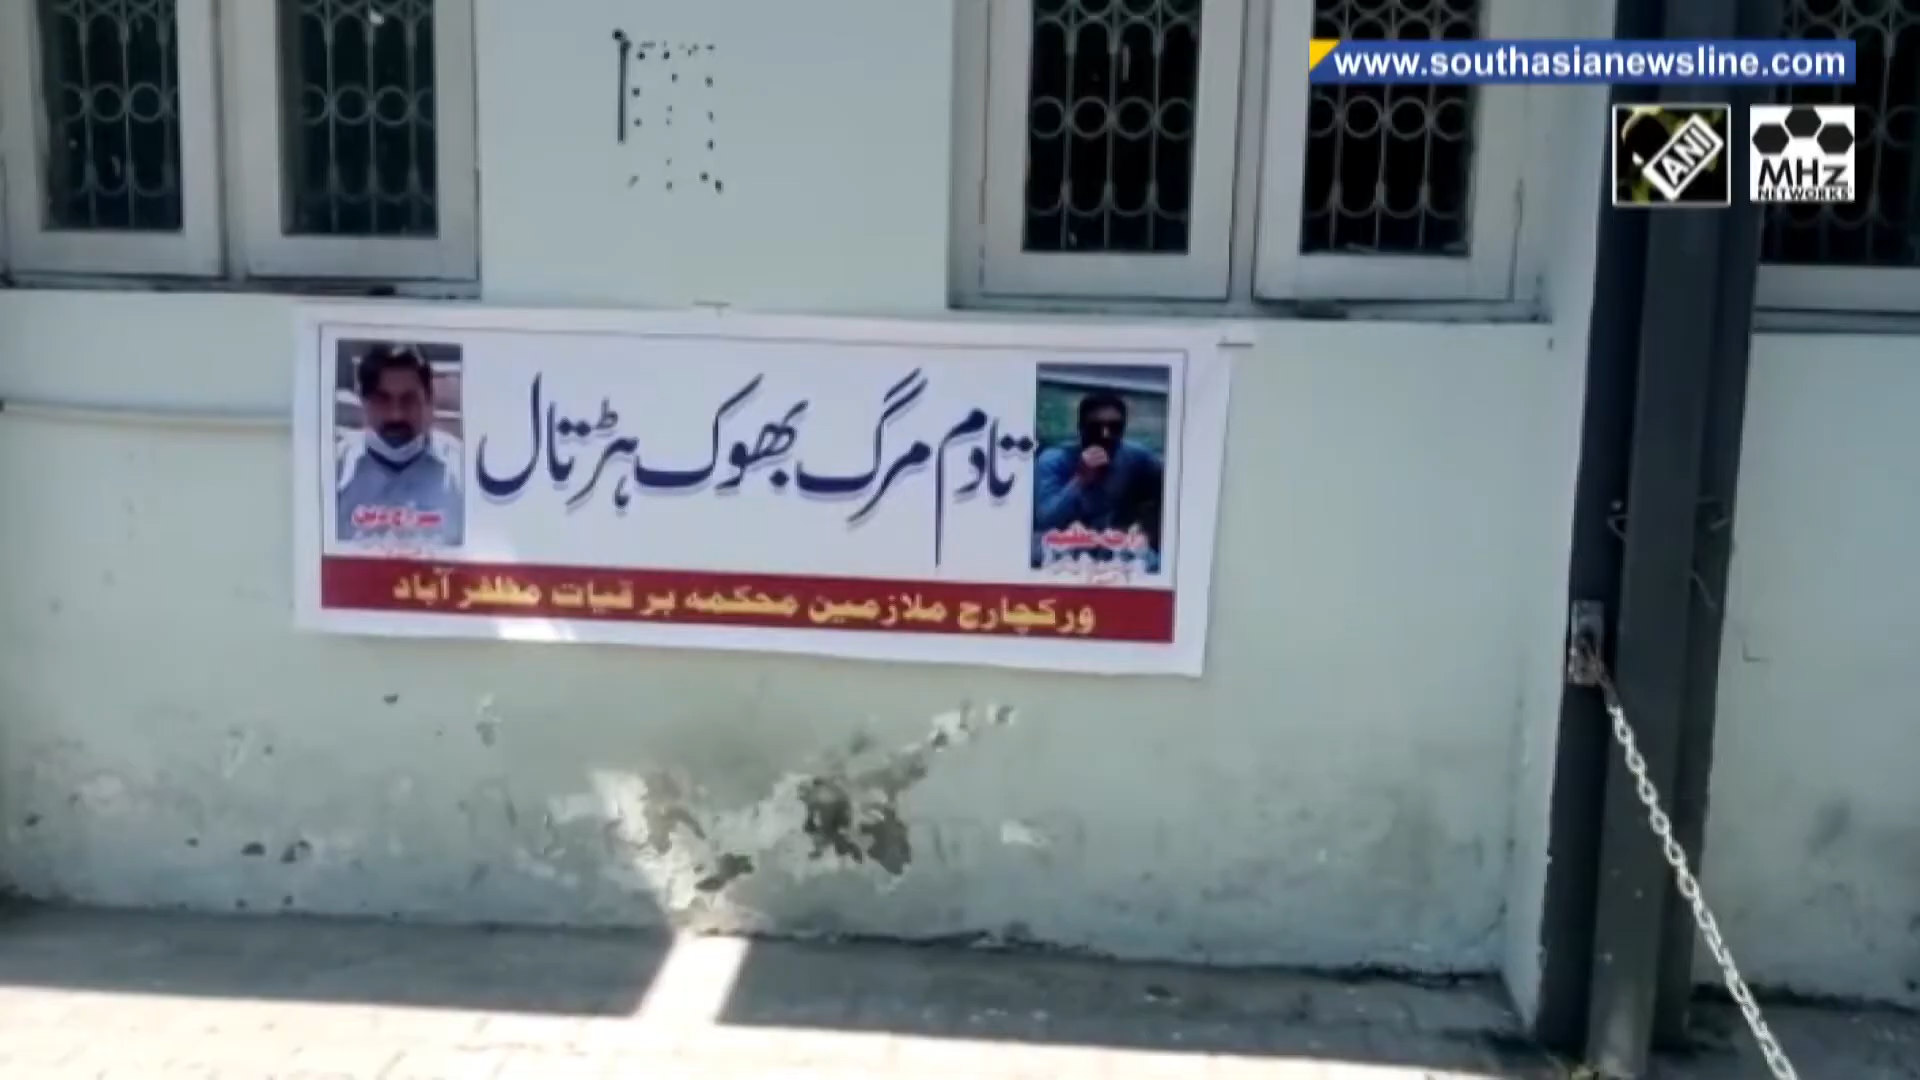 www.southasianewsline.com
ANI
MHz
NETWORKS
تادم مرگ بھوک ہڑتال
ورکچارج ملازمین محکمہ برقیات مظفر آباد